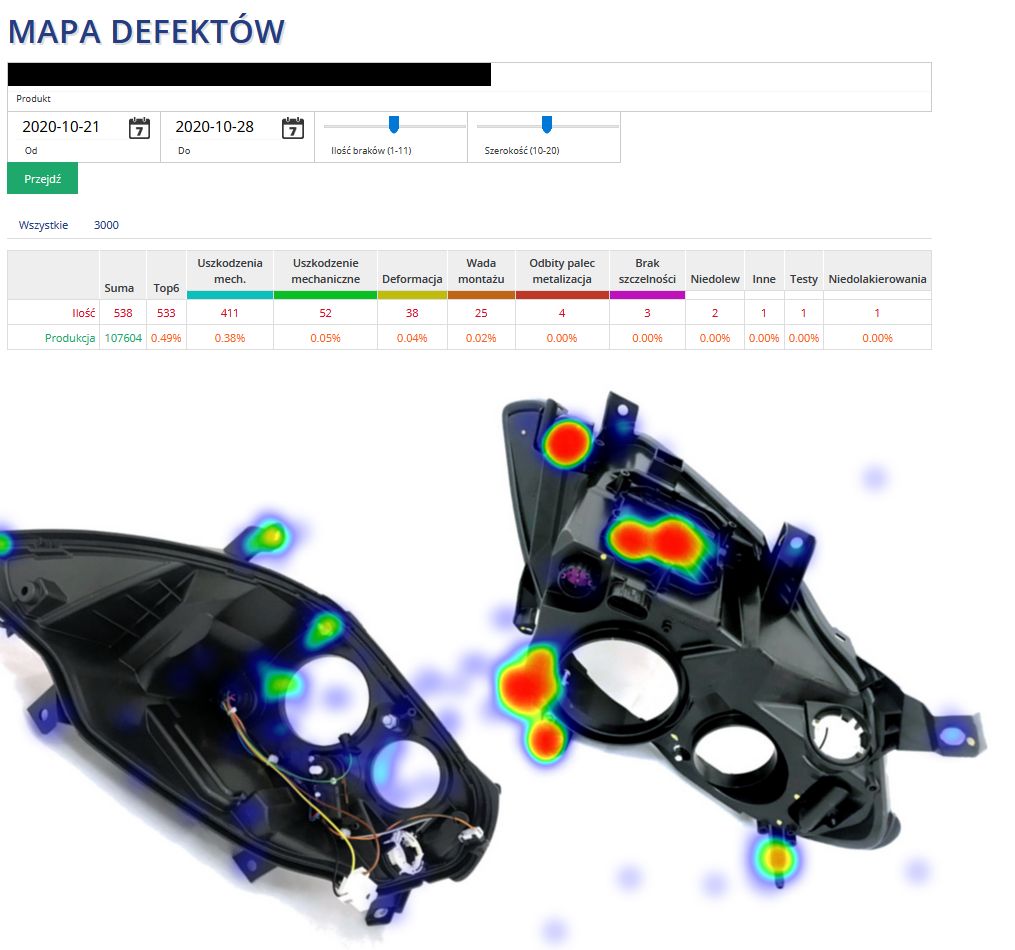 MAPA DEFEKTÓW
Produkt
2020-10-21 7 2020-10-28 7
Od Do Ilość braków (1-11) Szerokość (10-20)
Przejdź
Wszystkie 3000
Suma Top6 Uszkodzenia mech. Uszkodzenie mechaniczne Deformacja Wada montażu Odbity palec metalizacja Brak szczelności Niedolew Inne Testy Niedolakierowania
Ilość 538 533 411 52 38 25 4 3 2 1 1 1
Produkcja 107604 0.49% 0.38% 0.05% 0.04% 0.02% 0.00% 0.00% 0.00% 0.00% 0.00% 0.00%